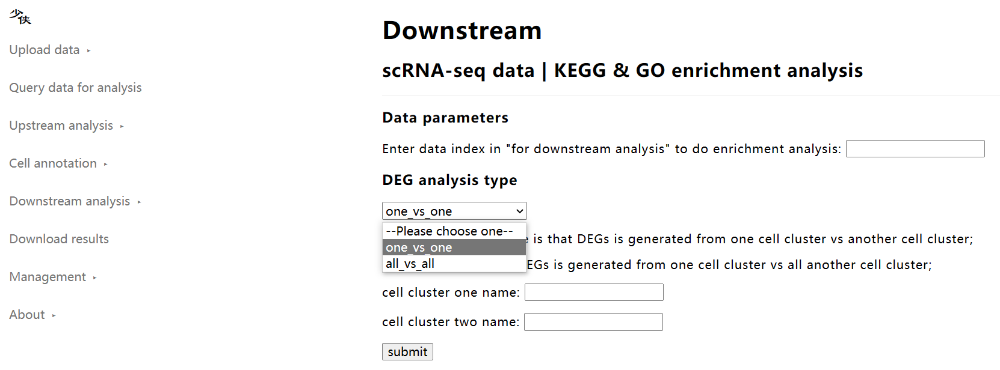 少侠
Upload data ▸
Query data for analysis
Upstream analysis ▸
Cell annotation ▸
Downstream analysis ▸
Download results
Management ▸
About ▸
Downstream
scRNA-seq data | KEGG & GO enrichment analysis
Data parameters
Enter data index in "for downstream analysis" to do enrichment analysis:
DEG analysis type
one_vs_one
--Please choose one--
one_vs_one
all_vs_all
is that DEGs is generated from one cell cluster vs another cell cluster;
EGs is generated from one cell cluster vs all another cell cluster;
cell cluster one name:
cell cluster two name:
submit